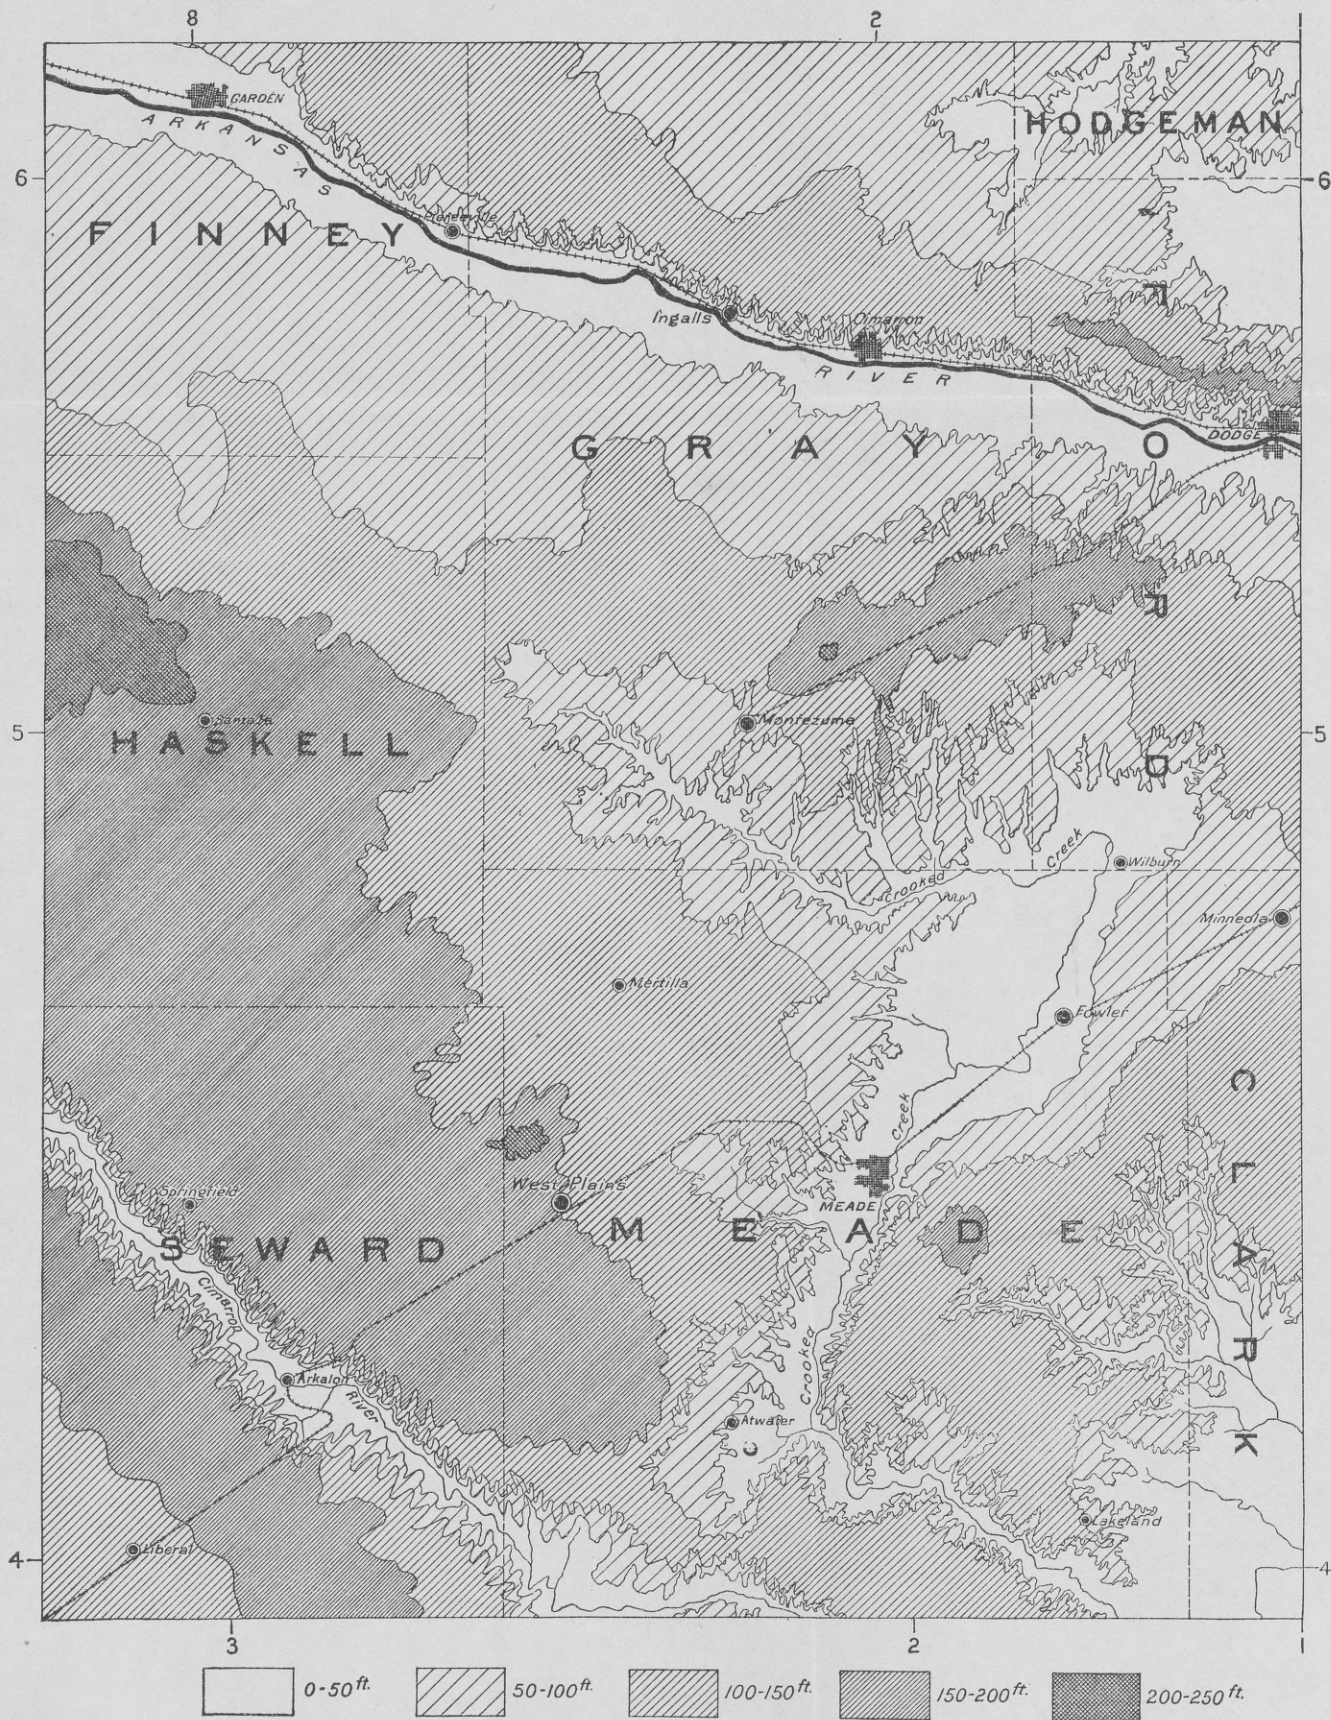 8 2 1
GARDEN
ARKANSAS
HODGEMAN
6 6
Pierceville
FINNEY
Ingalls
Cimarron
RIVER
DODGE
GRAY
FORD
Santa Fe
Montezuma
5 5
HASKELL
Creek
Wilburn
Crooked
Minneola
Mertilla
Fowler
Creek
Springfield
West Plains
MEADE
SEWARD
MEADE
CLARK
Cimarron
Crooked
Arkalon
River
Atwater
Lakeland
Liberal
4 4
3 2 1
0-50 ft. 50-100 ft. 100-150 ft. 150-200 ft. 200-250 ft.